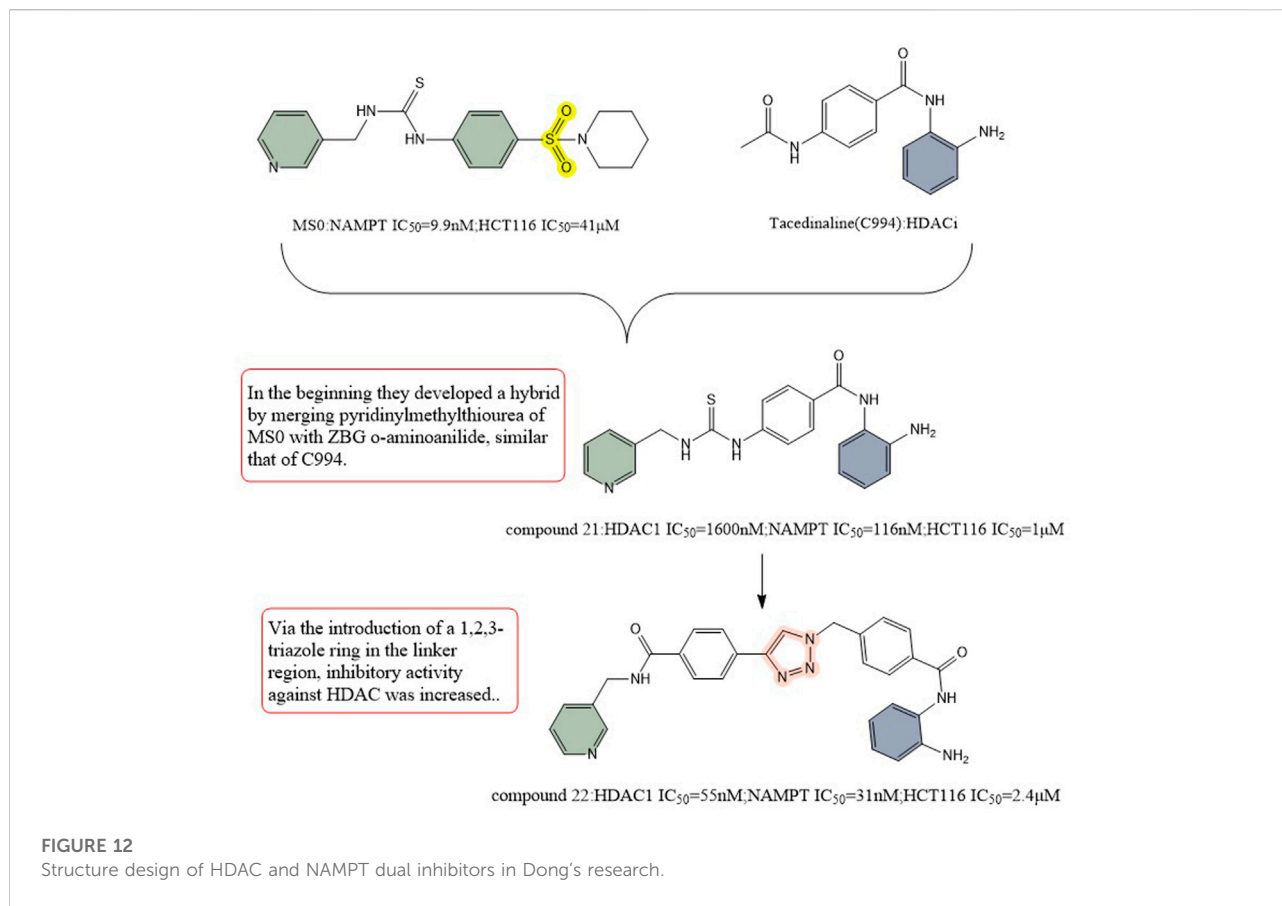 S
HN
HN
N
O
S
N
O
MS0:NAMPT IC50=9.9nM;HCT116 IC50=41μM
O
O
NH
NH2
N
H
Tacedinaline(C994):HDACi
In the beginning they developed a hybrid
by merging pyridinylmethylthiourea of
MS0 with ZBG o-aminoanilide, similar
that of C994.
O
S
NH
NH2
N
H
N
H
N
compound 21:HDAC1 IC50=1600nM;NAMPT IC50=116nM;HCT116 IC50=1μM
Via the introduction of a 1,2,3-
triazole ring in the linker
region, inhibitory activity
against HDAC was increased..
O
N
N
N
O
NH
NH
NH2
N
compound 22:HDAC1 IC50=55nM;NAMPT IC50=31nM;HCT116 IC50=2.4μM
FIGURE 12
Structure design of HDAC and NAMPT dual inhibitors in Dong's research.